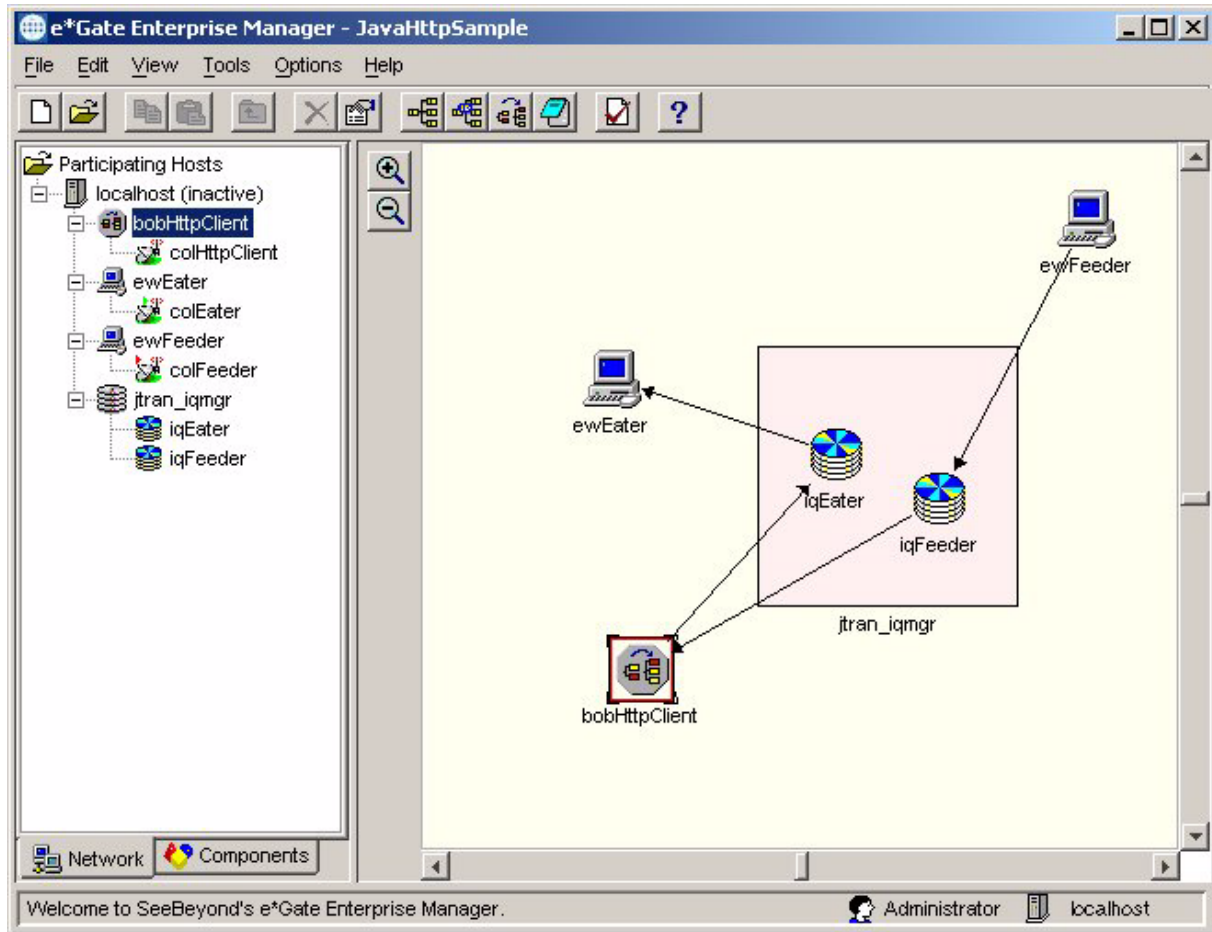 e*Gate Enterprise Manager - JavaHttpSample
File Edit View Tools Options Help
?
Participating Hosts
localhost (inactive)
bobHttpClient
colHttpClient
ewEater
colEater
ewFeeder
colFeeder
jtran_iqmgr
iqEater
iqFeeder
Network Components
ewFeeder
ewEater
iqEater
iqFeeder
jtran_iqmgr
bobHttpClient
Welcome to SeeBeyond's e*Gate Enterprise Manager. Administrator localhost